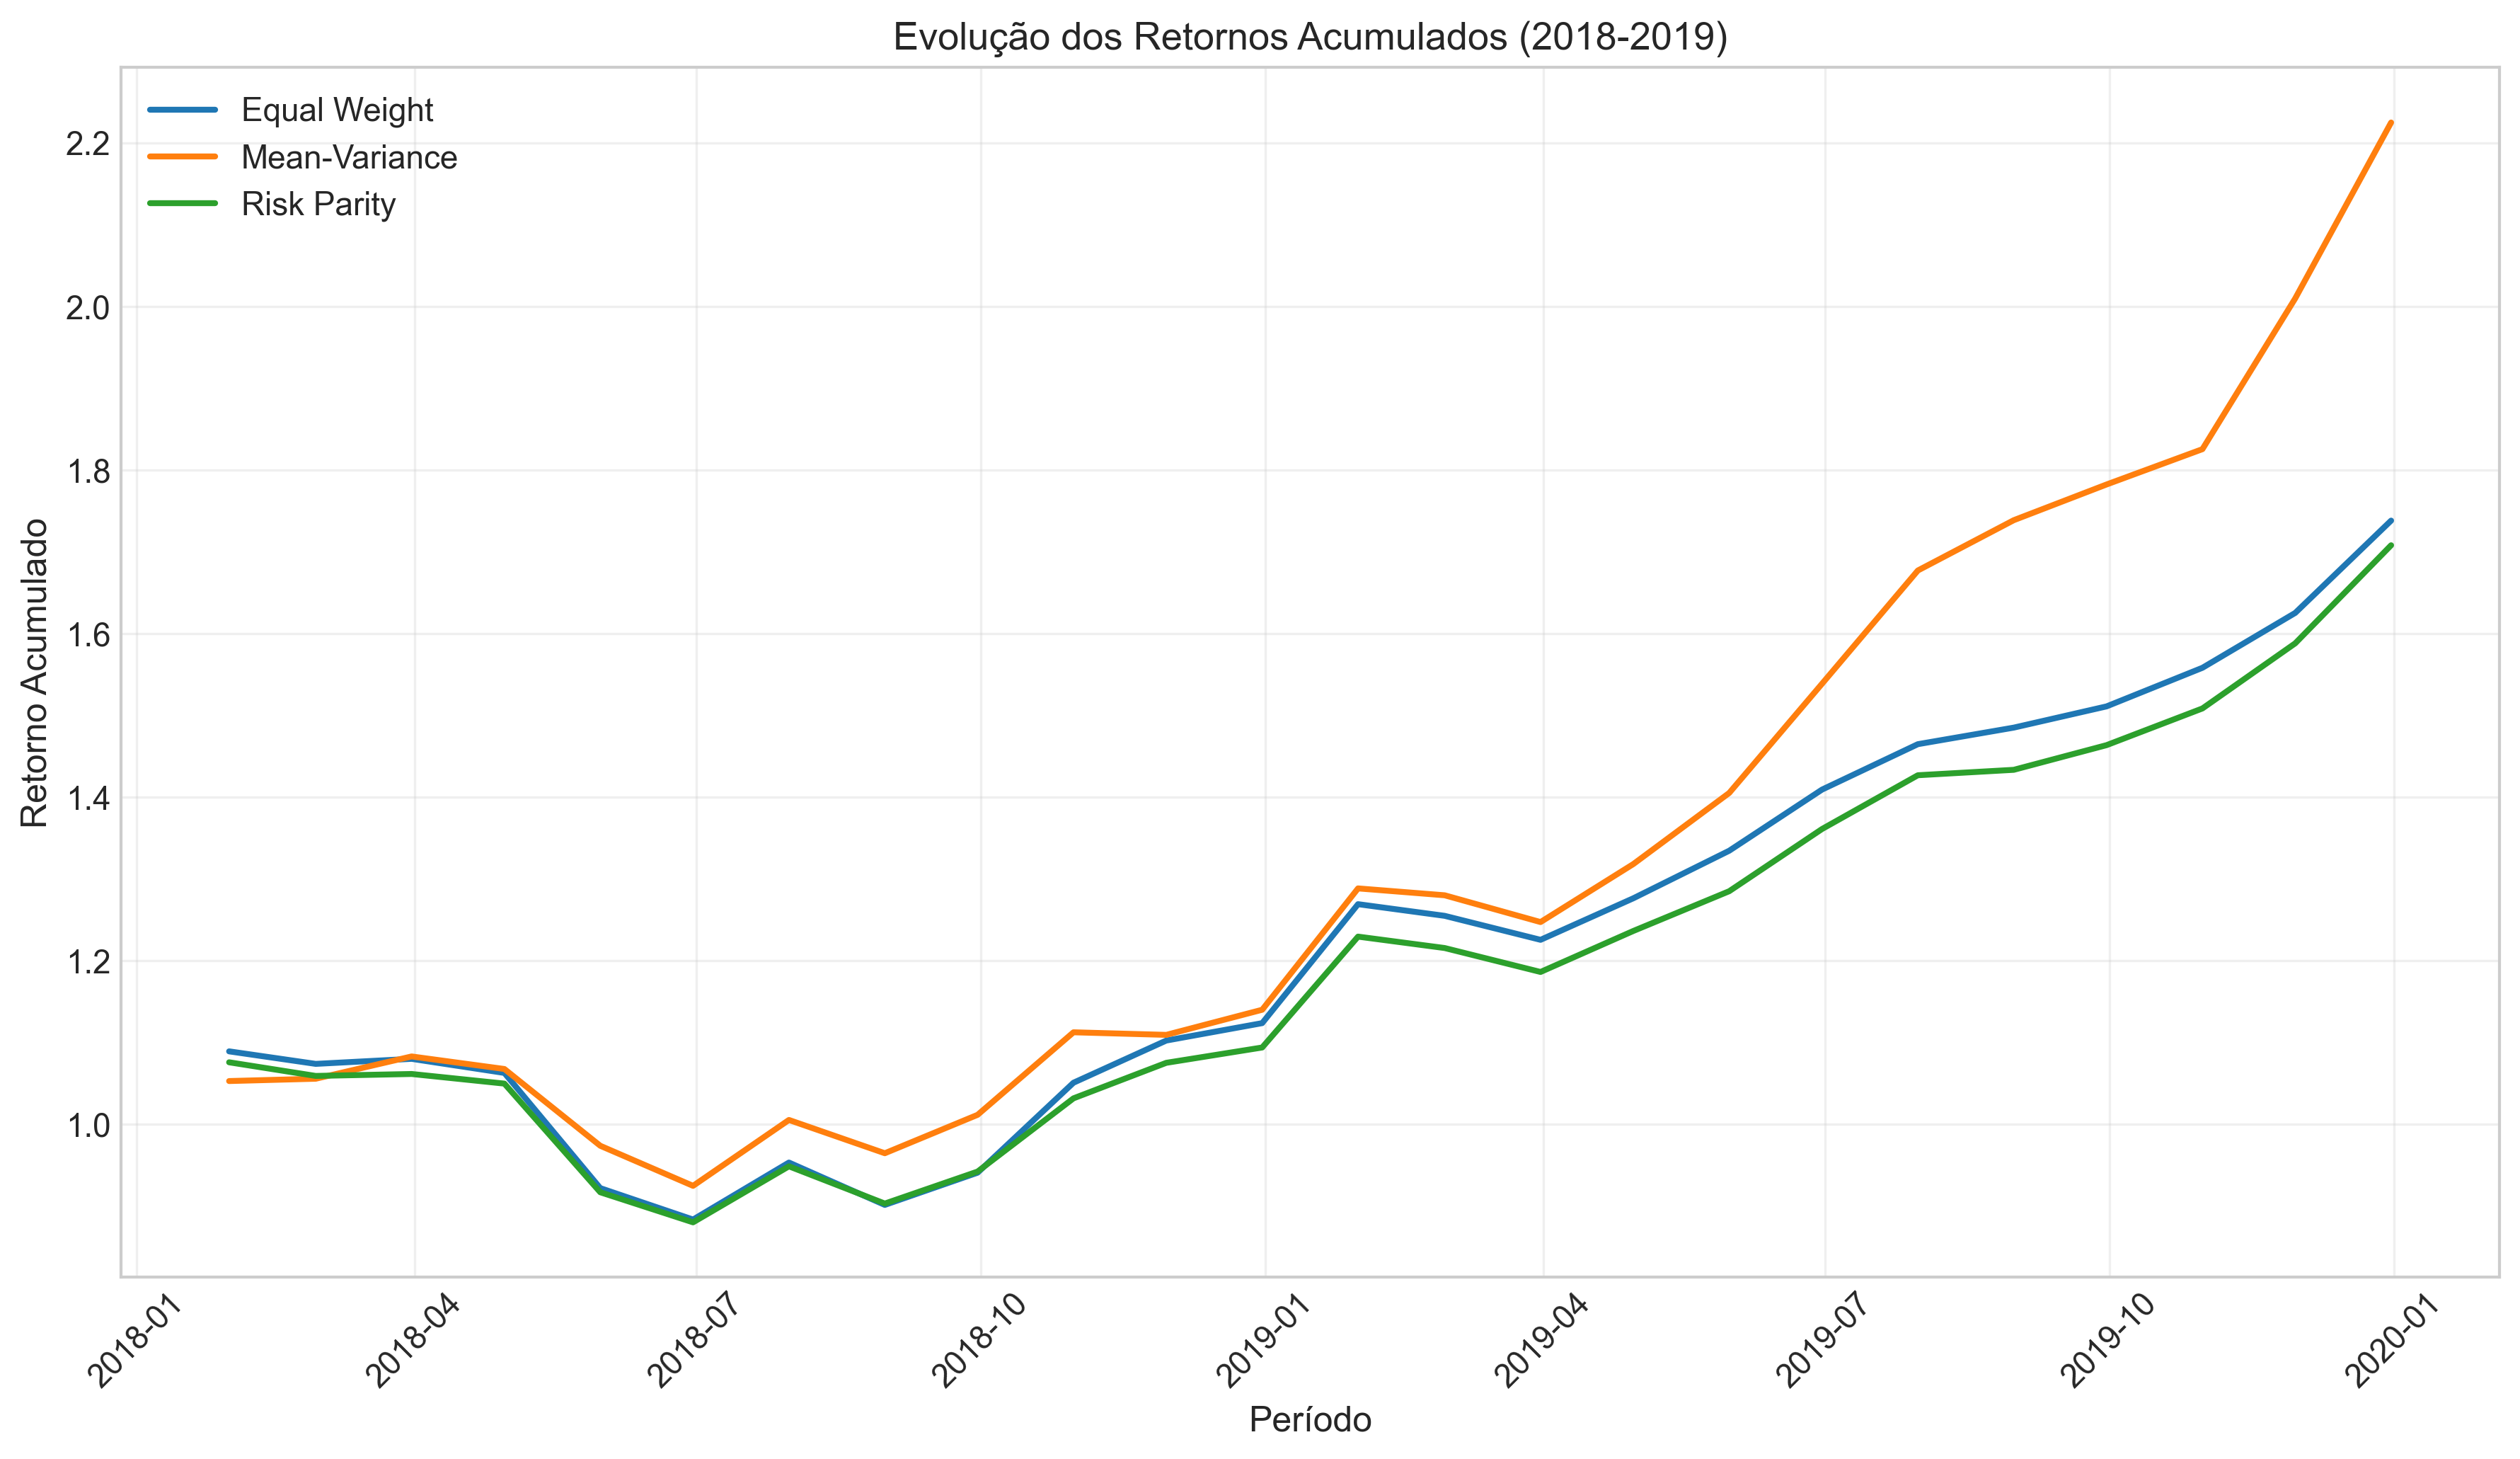 Evolução dos Retornos Acumulados (2018-2019)
Equal Weight
Mean-Variance
Risk Parity
2.2
2.0
1.8
1.6
1.4
1.2
1.0
Retorno Acumulado
2018-01
2018-04
2018-07
2018-10
2019-01
2019-04
2019-07
2019-10
2020-01
Período